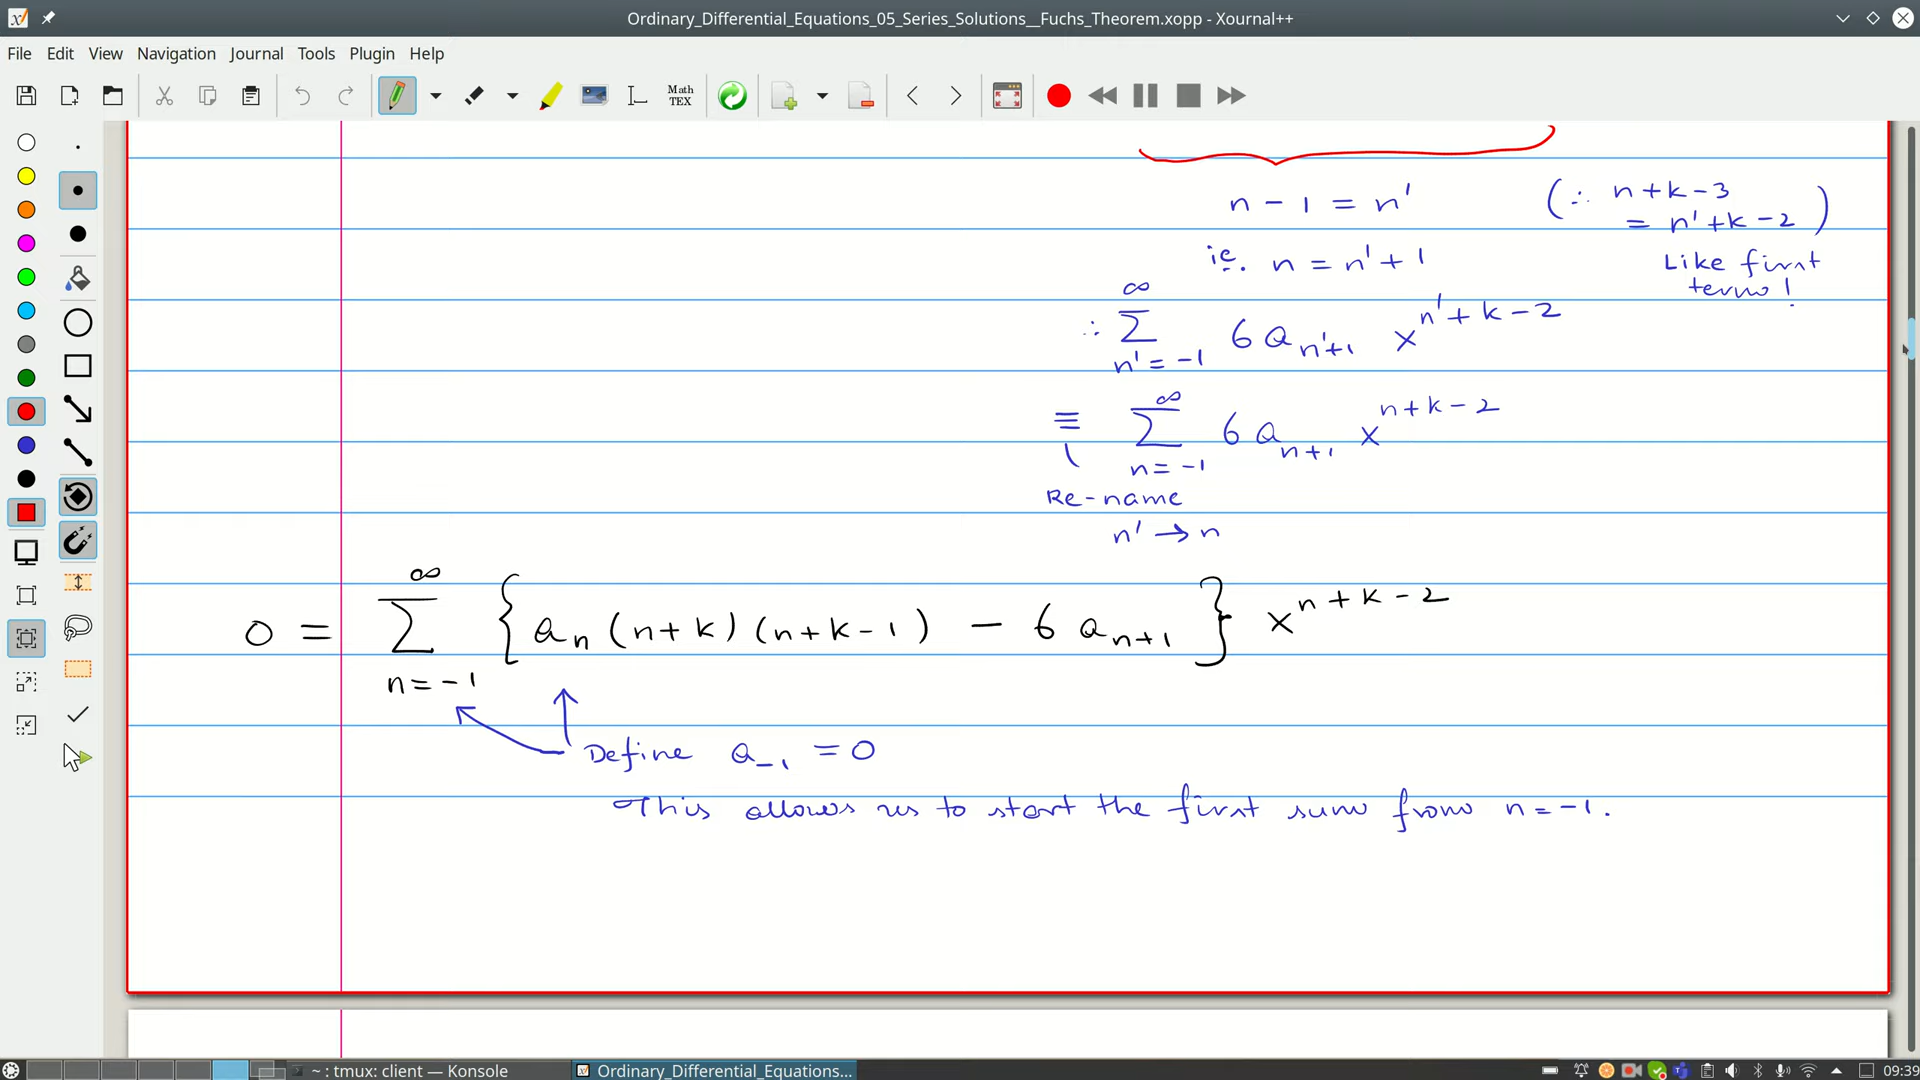 Ordinary_Differential_Equations_05_Series_Solutions__Fuchs_Theorem.xopp - Xournal++
File Edit View Navigation Journal Tools Plugin Help
Math TEX
n - 1 = n'
(∴ n+k-3
= n'+k-2)
ie. n = n'+1
Like first
term!
∴ ∑_{n'=-1}^{∞} 6 a_{n'+1} x^{n'+k-2}
≡ ∑_{n=-1}^{∞} 6 a_{n+1} x^{n+k-2}
Re-name
n' → n
0 = ∑_{n=-1}^{∞} { a_n (n+k) (n+k-1) - 6 a_{n+1} } x^{n+k-2}
Define a_{-1} = 0
This allows us to start the first sum from n = -1.
~ : tmux: client — Konsole
Ordinary_Differential_Equations...
09:39